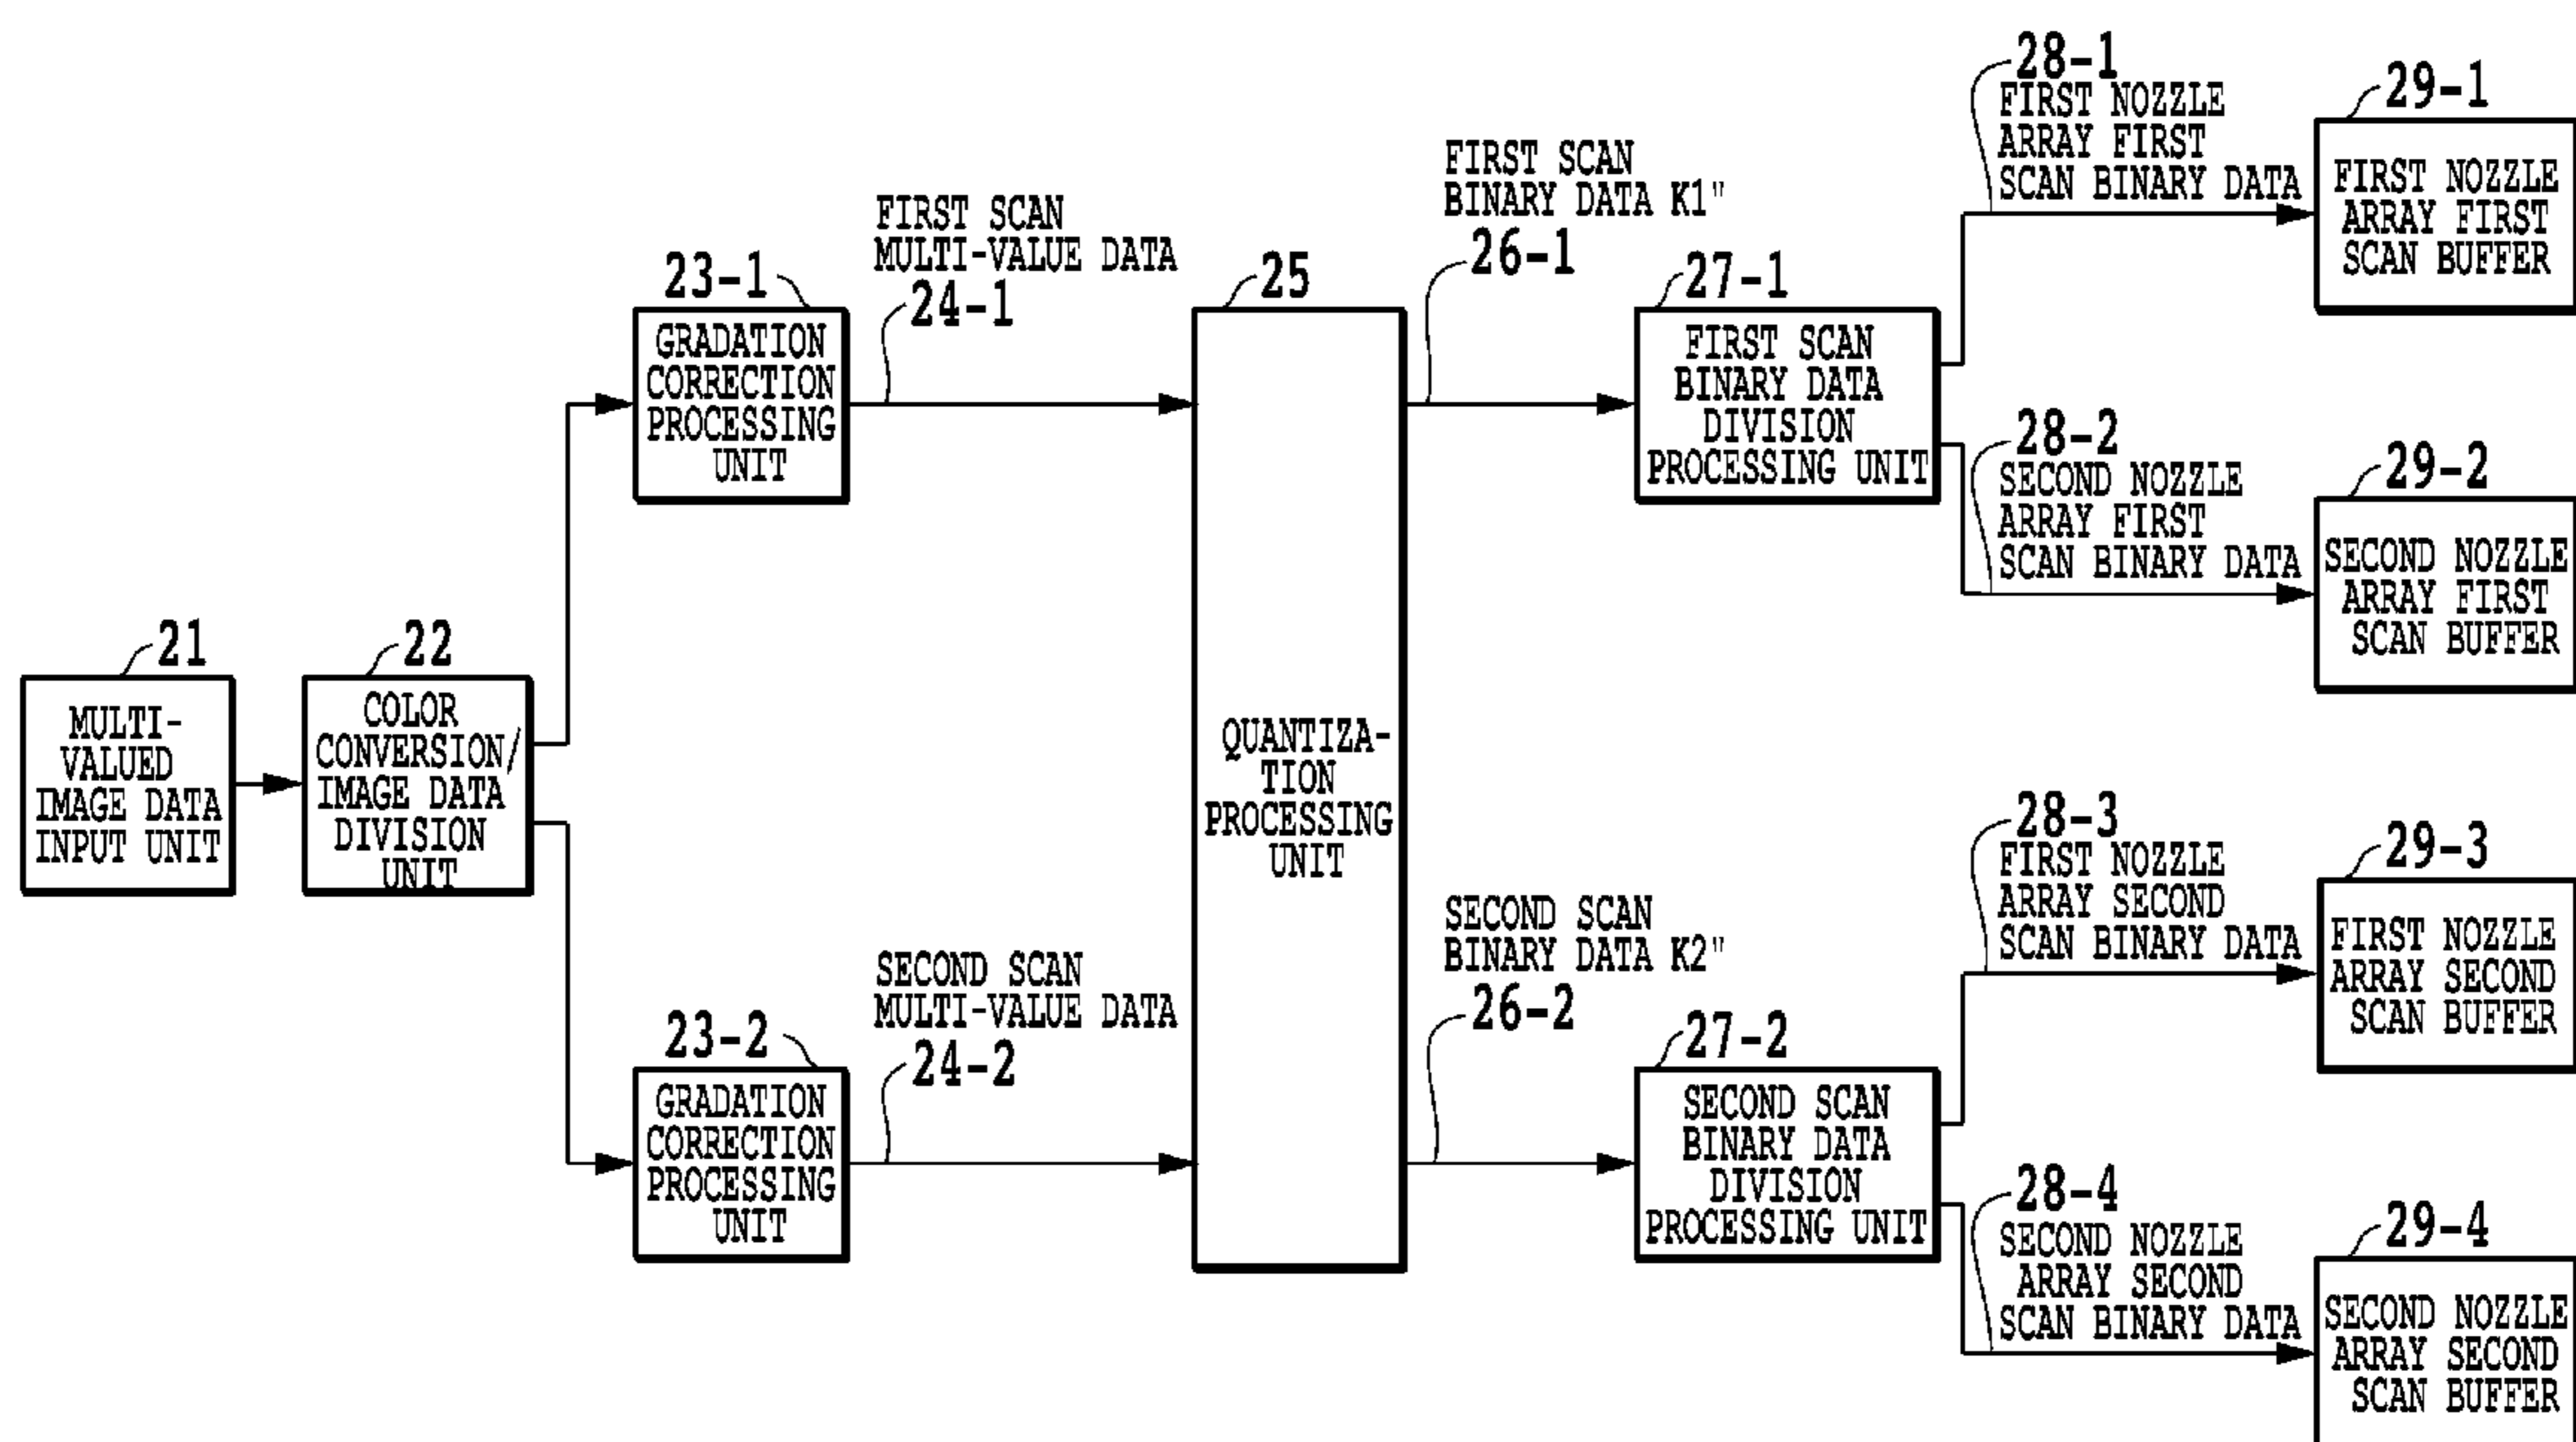 21
MULTI-
VALUED
IMAGE DATA
INPUT UNIT
22
COLOR
CONVERSION/
IMAGE DATA
DIVISION
UNIT
23-1
GRADATION
CORRECTION
PROCESSING
UNIT
FIRST SCAN
MULTI-VALUE DATA
24-1
23-2
GRADATION
CORRECTION
PROCESSING
UNIT
SECOND SCAN
MULTI-VALUE DATA
24-2
25
QUANTIZA-
TION
PROCESSING
UNIT
FIRST SCAN
BINARY DATA K1"
26-1
27-1
FIRST SCAN
BINARY DATA
DIVISION
PROCESSING UNIT
SECOND SCAN
BINARY DATA K2"
26-2
27-2
SECOND SCAN
BINARY DATA
DIVISION
PROCESSING UNIT
28-1
FIRST NOZZLE
ARRAY FIRST
SCAN BINARY DATA
29-1
FIRST NOZZLE
ARRAY FIRST
SCAN BUFFER
28-2
SECOND NOZZLE
ARRAY FIRST
SCAN BINARY DATA
29-2
SECOND NOZZLE
ARRAY FIRST
SCAN BUFFER
28-3
FIRST NOZZLE
ARRAY SECOND
SCAN BINARY DATA
29-3
FIRST NOZZLE
ARRAY SECOND
SCAN BUFFER
28-4
SECOND NOZZLE
ARRAY SECOND
SCAN BINARY DATA
29-4
SECOND NOZZLE
ARRAY SECOND
SCAN BUFFER